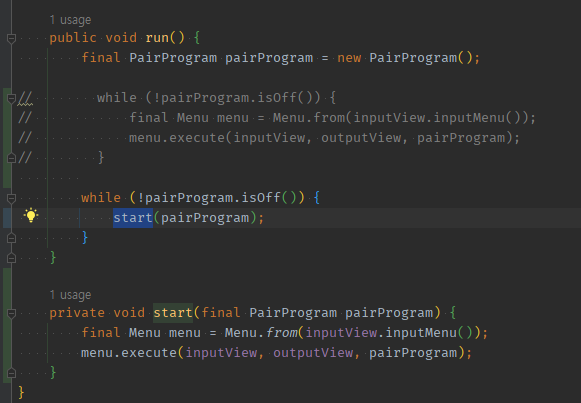 1 usage
public void run() {
final PairProgram pairProgram = new PairProgram();
// while (!pairProgram.isOff()) {
// final Menu menu = Menu.from(inputView.inputMenu());
// menu.execute(inputView, outputView, pairProgram);
// }
while (!pairProgram.isOff()) {
start(pairProgram);
}
}
1 usage
private void start(final PairProgram pairProgram) {
final Menu menu = Menu.from(inputView.inputMenu());
menu.execute(inputView, outputView, pairProgram);
}
}